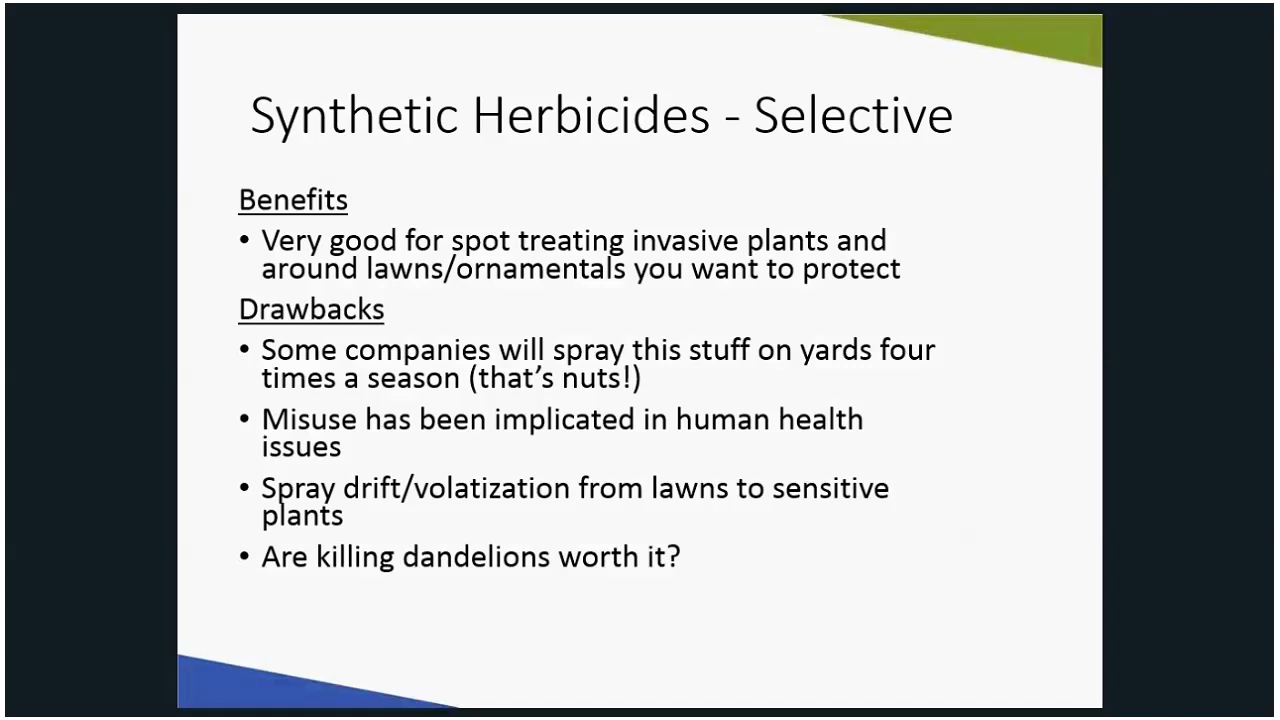 Synthetic Herbicides - Selective
Benefits
• Very good for spot treating invasive plants and
around lawns/ornamentals you want to protect
Drawbacks
• Some companies will spray this stuff on yards four
times a season (that’s nuts!)
• Misuse has been implicated in human health
issues
• Spray drift/volatization from lawns to sensitive
plants
• Are killing dandelions worth it?